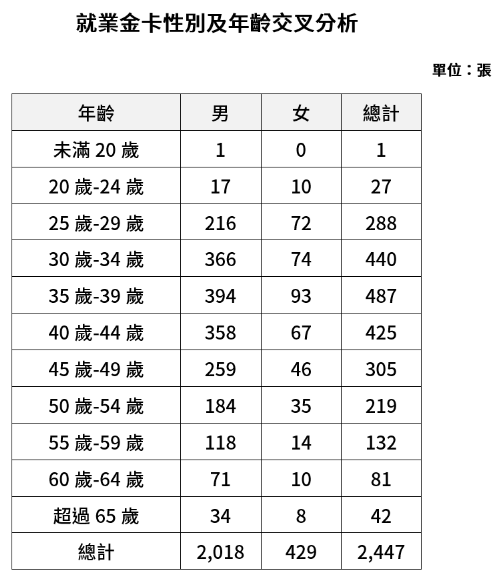 就業金卡性別及年齡交叉分析
單位：張
年齡 男 女 總計
未滿 20 歲 1 0 1
20 歲-24 歲 17 10 27
25 歲-29 歲 216 72 288
30 歲-34 歲 366 74 440
35 歲-39 歲 394 93 487
40 歲-44 歲 358 67 425
45 歲-49 歲 259 46 305
50 歲-54 歲 184 35 219
55 歲-59 歲 118 14 132
60 歲-64 歲 71 10 81
超過 65 歲 34 8 42
總計 2,018 429 2,447